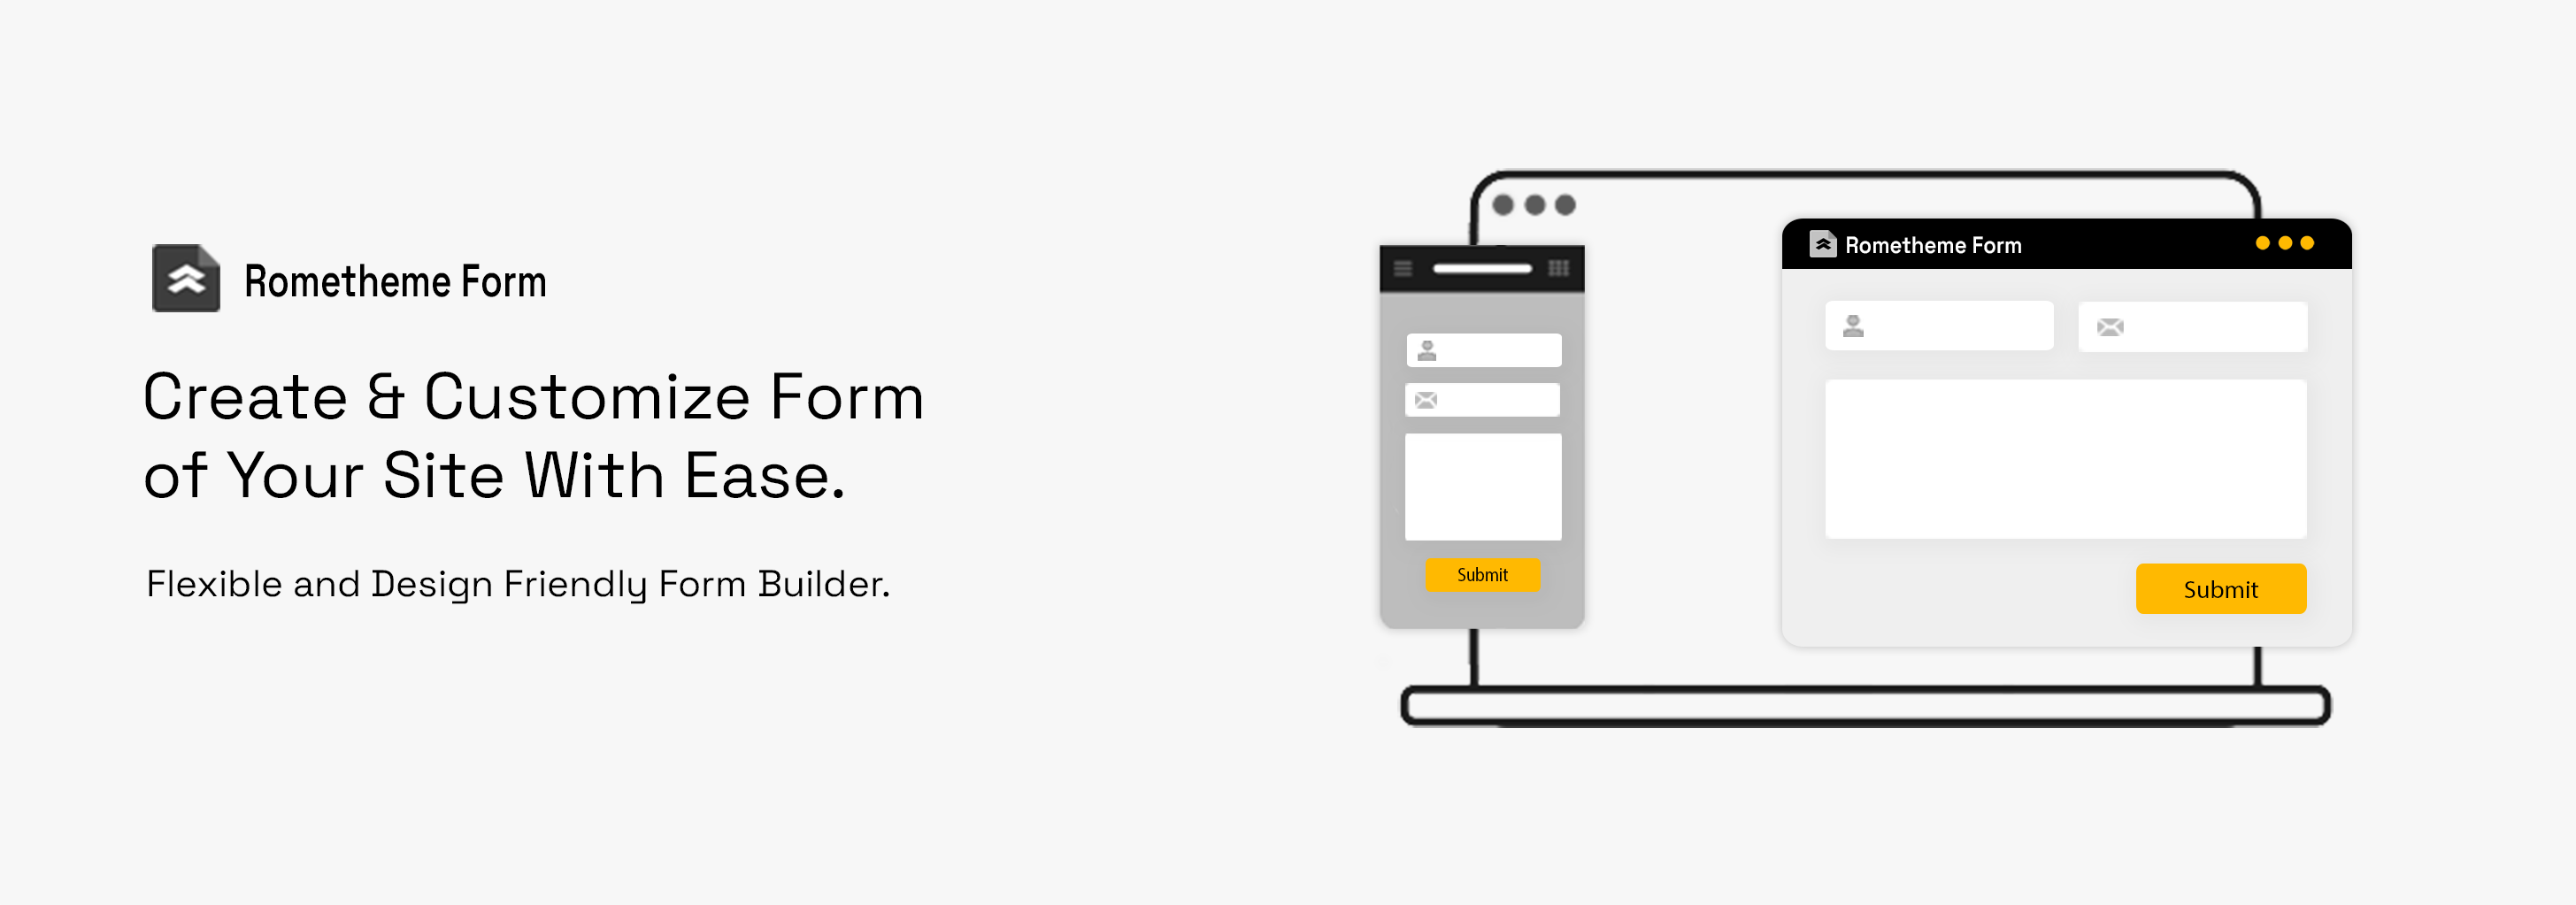 Rometheme Form
Create & Customize Form
of Your Site With Ease.
Flexible and Design Friendly Form Builder.
Submit
Rometheme Form
Submit